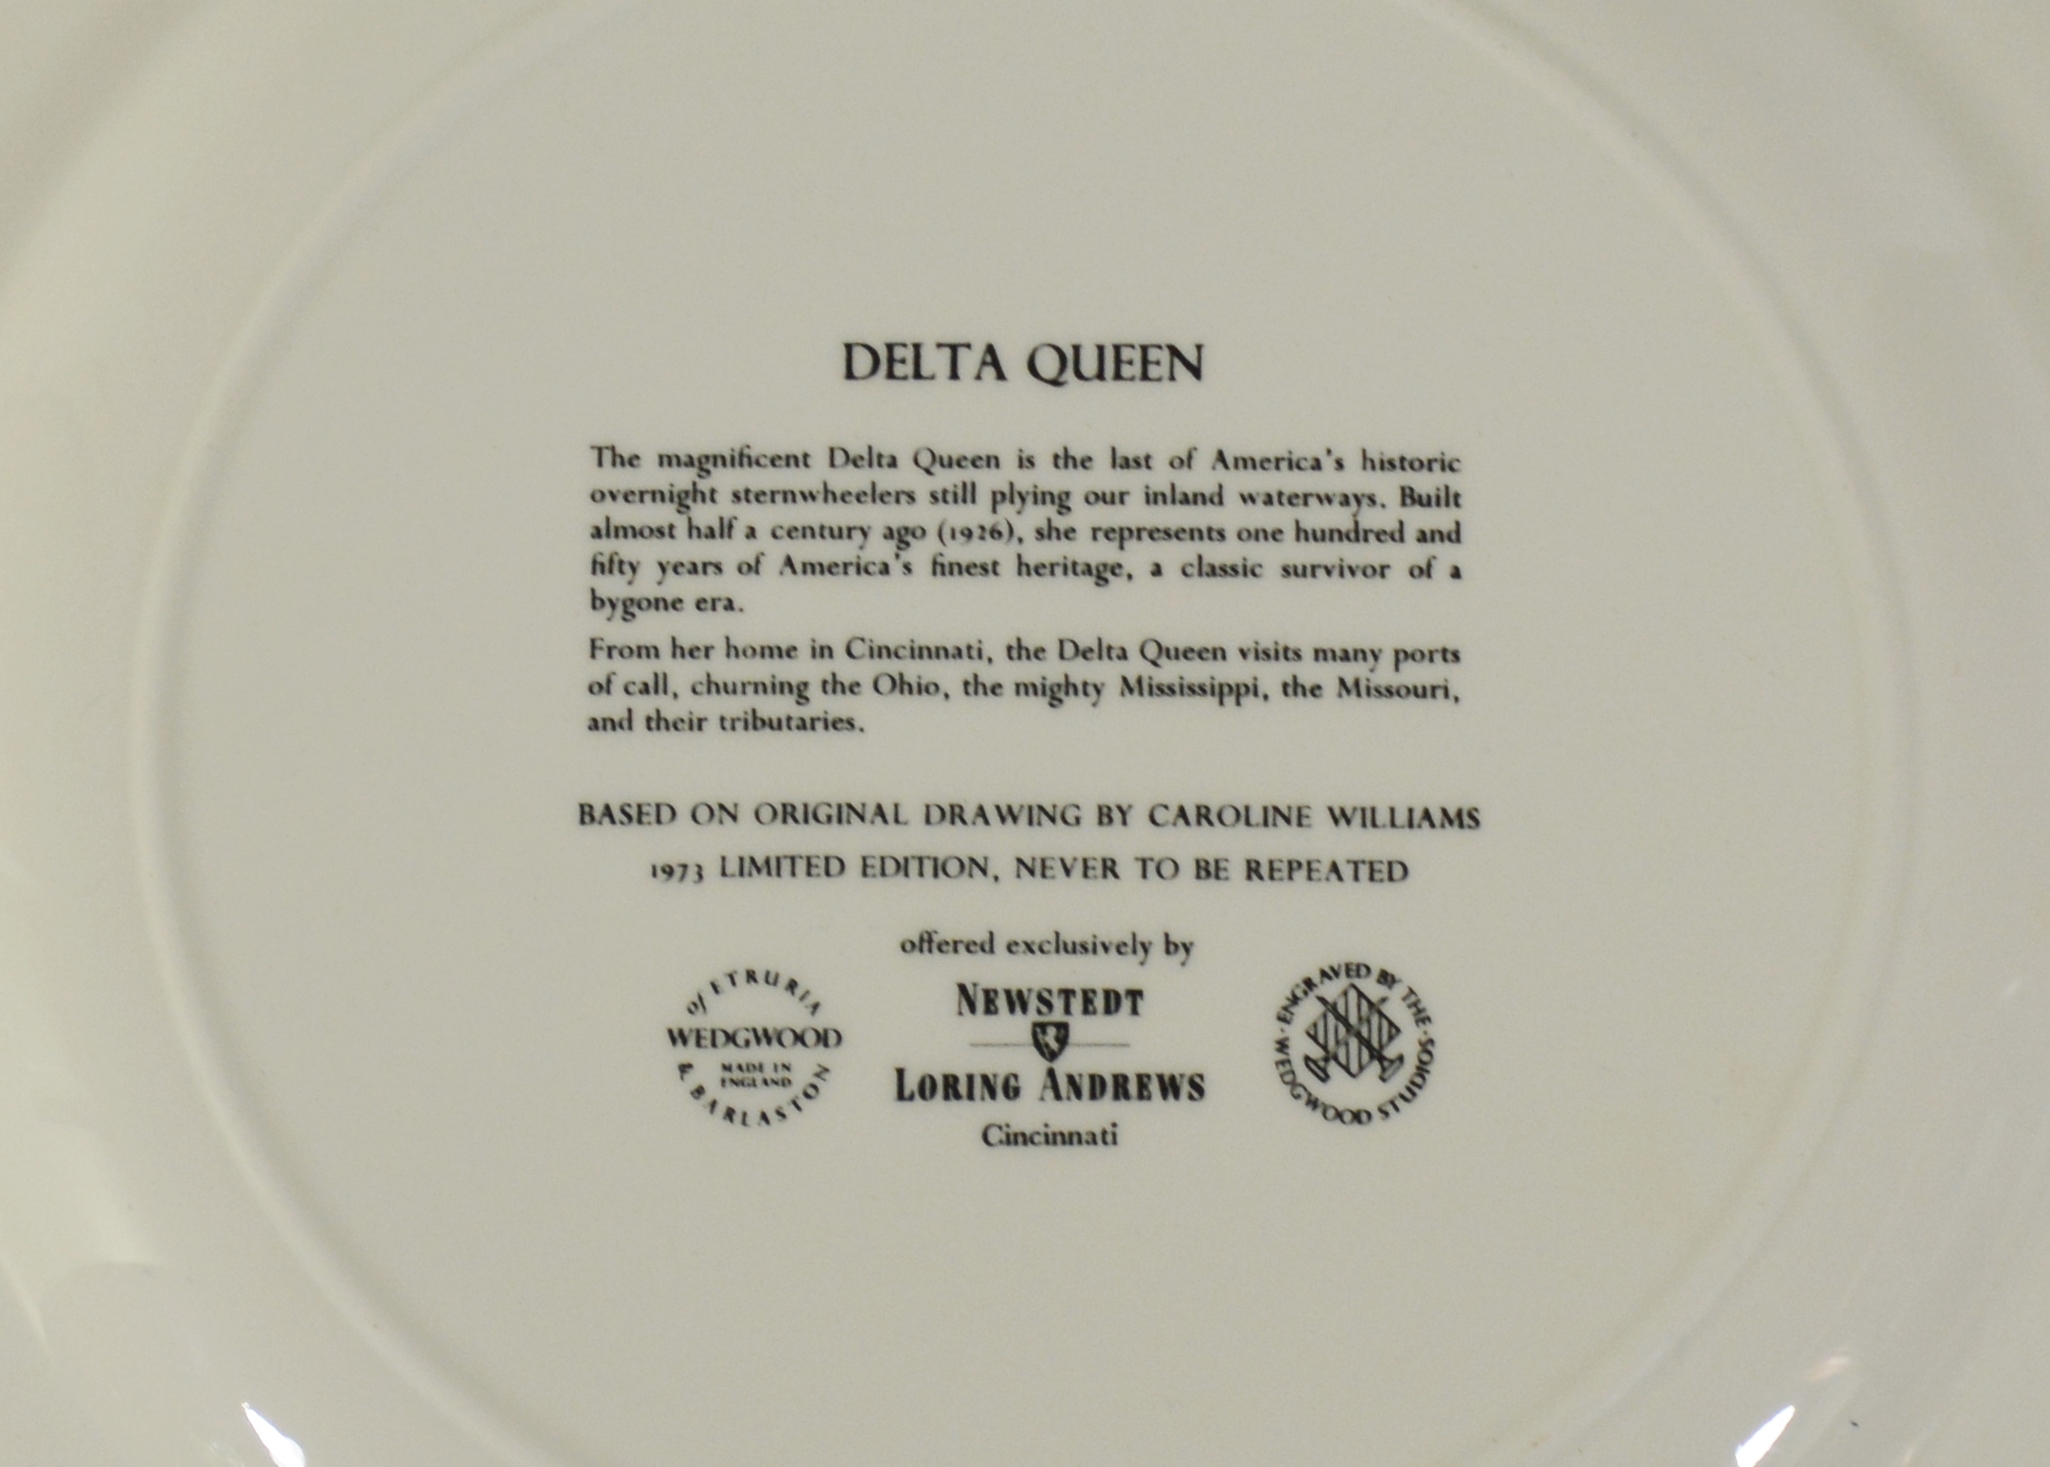 DELTA QUEEN
The magnificent Delta Queen is the last of America's historic
overnight sternwheelers still plying our inland waterways. Built
almost half a century ago (1926), she represents one hundred and
fifty years of America's finest heritage, a classic survivor of a
bygone era.
From her home in Cincinnati, the Delta Queen visits many ports
of call, churning the Ohio, the mighty Mississippi, the Missouri,
and their tributaries.
BASED ON ORIGINAL DRAWING BY CAROLINE WILLIAMS
1973 LIMITED EDITION, NEVER TO BE REPEATED
offered exclusively by
of ETRURIA
WEDGWOOD
MADE IN
ENGLAND
& BARLASTON
NEWSTEDT
LORING ANDREWS
Cincinnati
ENGRAVED BY THE
WEDGWOOD STUDIOS